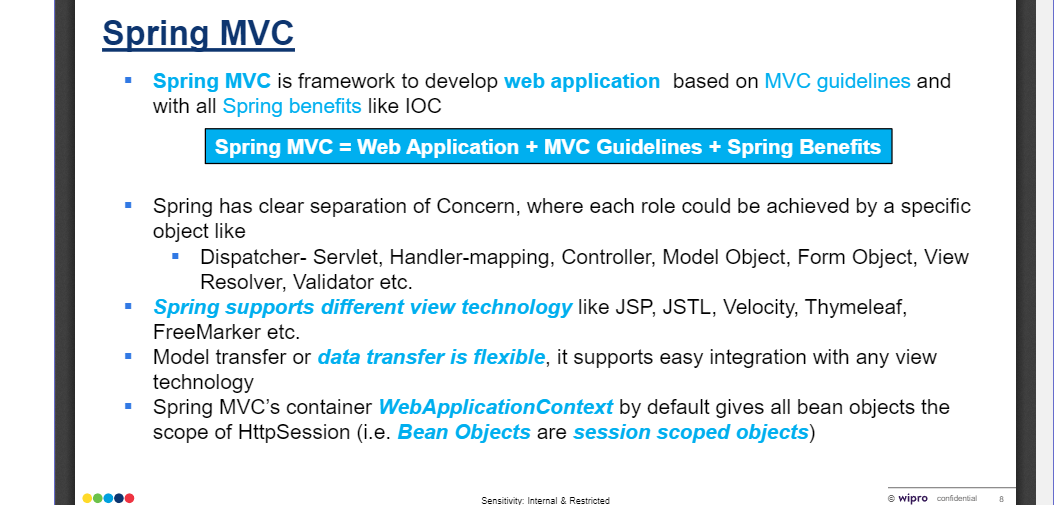 Spring MVC
▪ Spring MVC is framework to develop web application based on MVC guidelines and
with all Spring benefits like IOC
Spring MVC = Web Application + MVC Guidelines + Spring Benefits
▪ Spring has clear separation of Concern, where each role could be achieved by a specific
object like
▪ Dispatcher- Servlet, Handler-mapping, Controller, Model Object, Form Object, View
Resolver, Validator etc.
▪ Spring supports different view technology like JSP, JSTL, Velocity, Thymeleaf,
FreeMarker etc.
▪ Model transfer or data transfer is flexible, it supports easy integration with any view
technology
▪ Spring MVC’s container WebApplicationContext by default gives all bean objects the
scope of HttpSession (i.e. Bean Objects are session scoped objects)
Sensitivity: Internal & Restricted
© wipro confidential 8